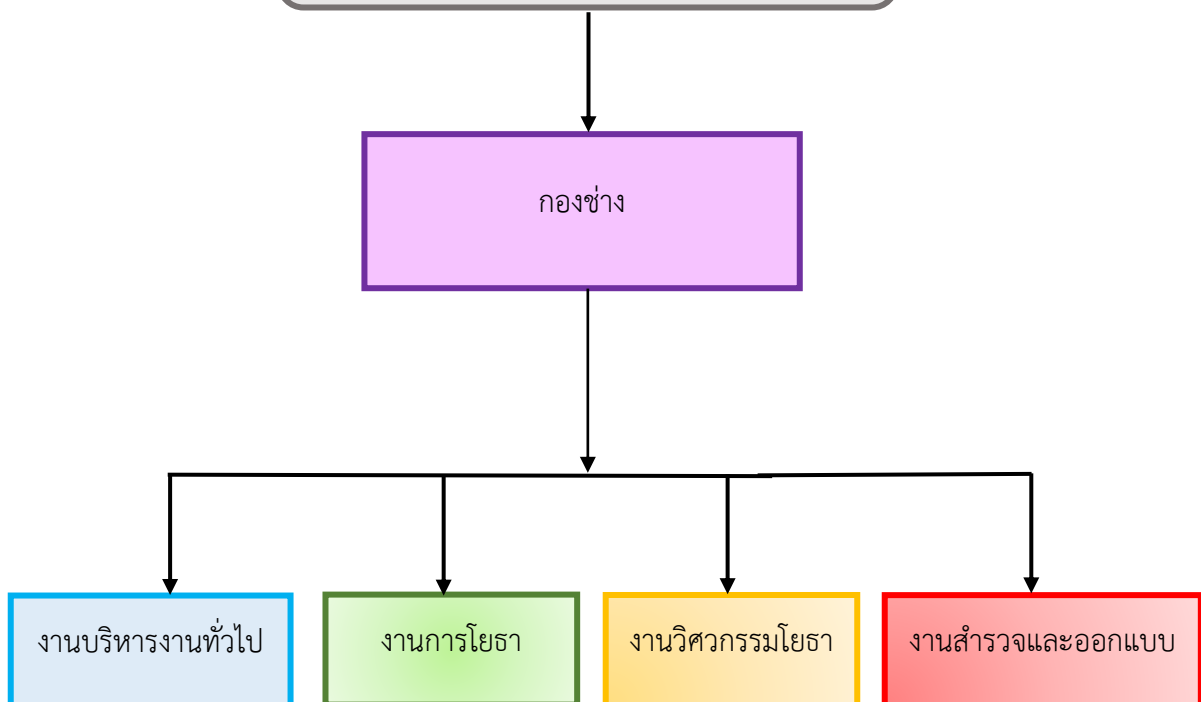 กองช่าง
งานบริหารงานทั่วไป
งานการโยธา
งานวิศวกรรมโยธา
งานสำรวจและออกแบบ